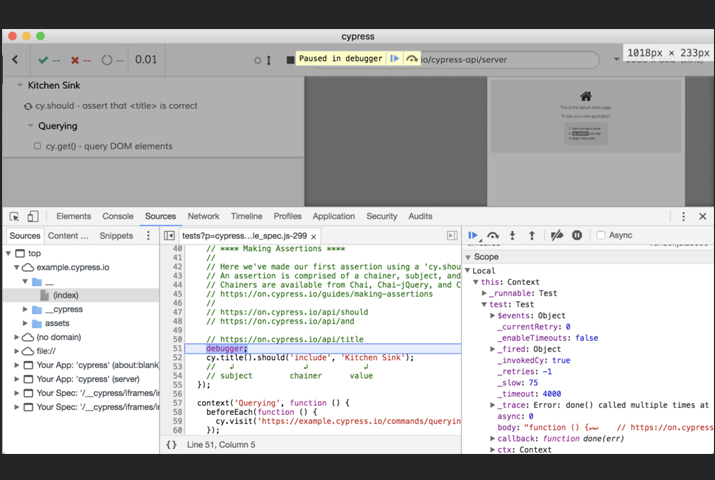 cypress
-- -- -- 0.01
Paused in debugger
io/cypress-api/server
1018px × 233px
Kitchen Sink
cy.should - assert that <title> is correct
Querying
cy.get() - query DOM elements
This is the default blank page.
To test your web application:
Elements Console Sources Network Timeline Profiles Application Security Audits
Sources Content ... Snippets
tests?p=cypress...le_spec.js-299 ×
Async
top
example.cypress.io
__
(index)
__cypress
assets
(no domain)
file://
Your App: 'cypress' (about:blank
Your App: 'cypress' (server)
Your Spec: '/__cypress/iframes/in
Your Spec: '/__cypress/iframes/in
40 // **** Making Assertions ****
41 //
42 // Here we've made our first assertion using a 'cy.shou
43 // An assertion is comprised of a chainer, subject, and
44 // Chainers are available from Chai, Chai-jQuery, and C
45 // https://on.cypress.io/guides/making-assertions
46 //
47 // https://on.cypress.io/api/should
48 // https://on.cypress.io/api/and
49
50 // https://on.cypress.io/api/title
51 debugger;
52 cy.title().should('include', 'Kitchen Sink');
53 // ↲ ↲ ↲
54 // subject chainer value
55 });
56
57 context('Querying', function () {
58 beforeEach(function () {
59 cy.visit('https://example.cypress.io/commands/queryin
60 });
{} Line 51, Column 5
Scope
Local
this: Context
_runnable: Test
test: Test
$events: Object
_currentRetry: 0
_enableTimeouts: false
_fired: Object
_invokedCy: true
_retries: -1
_slow: 75
_timeout: 4000
_trace: Error: done() called multiple times at
async: 0
body: "function () {↵↵ // https://on.cypress
callback: function done(err)
ctx: Context